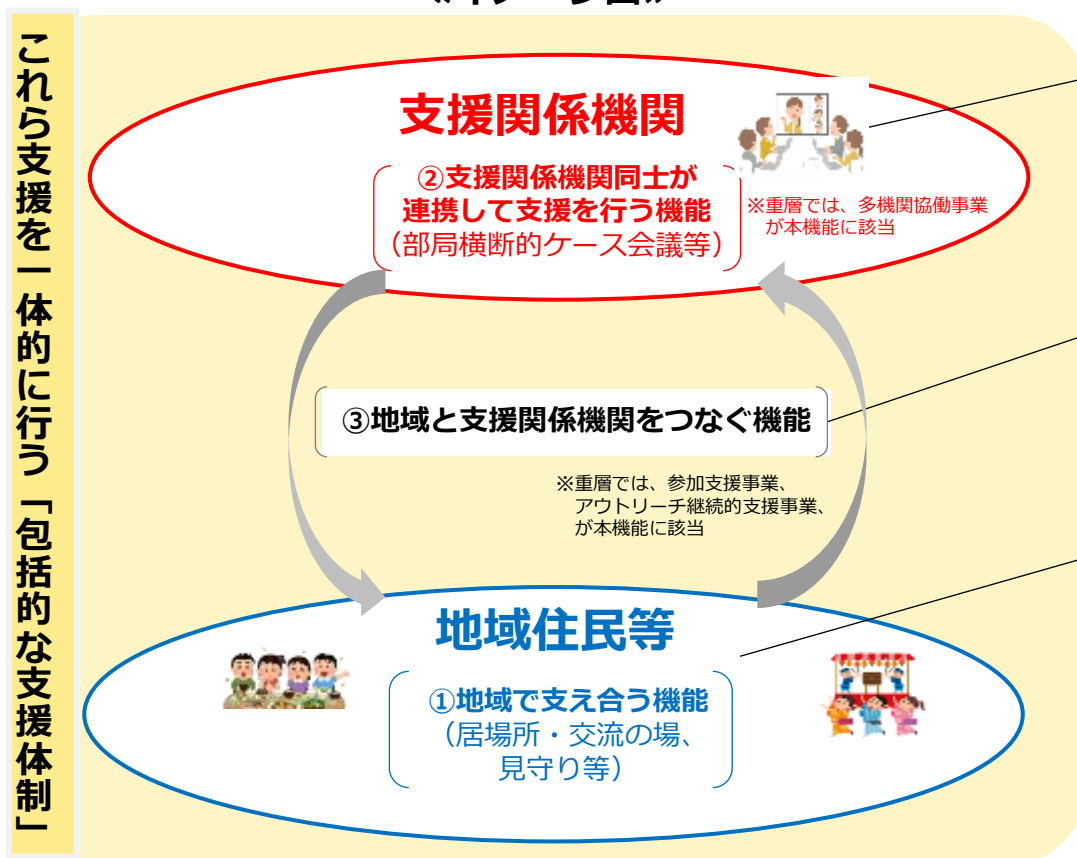 これら支援を一体的に行う「包括的な支援体制」
支援関係機関
②支援関係機関同士が
連携して支援を行う機能
（部局横断的ケース会議等）
※重層では、多機関協働事業
が本機能に該当
③地域と支援関係機関をつなぐ機能
※重層では、参加支援事業、
アウトリーチ継続的支援事業、
が本機能に該当
地域住民等
①地域で支え合う機能
（居場所・交流の場、
見守り等）